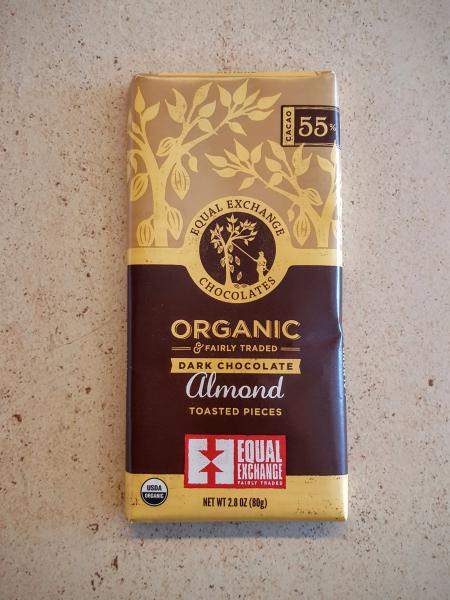 CACAO
55%
EQUAL EXCHANGE
CHOCOLATES
ORGANIC
& FAIRLY TRADED
DARK CHOCOLATE
Almond
TOASTED PIECES
EQUAL
EXCHANGE
FAIRLY TRADED
USDA
ORGANIC
NET WT 2.8 OZ (80g)